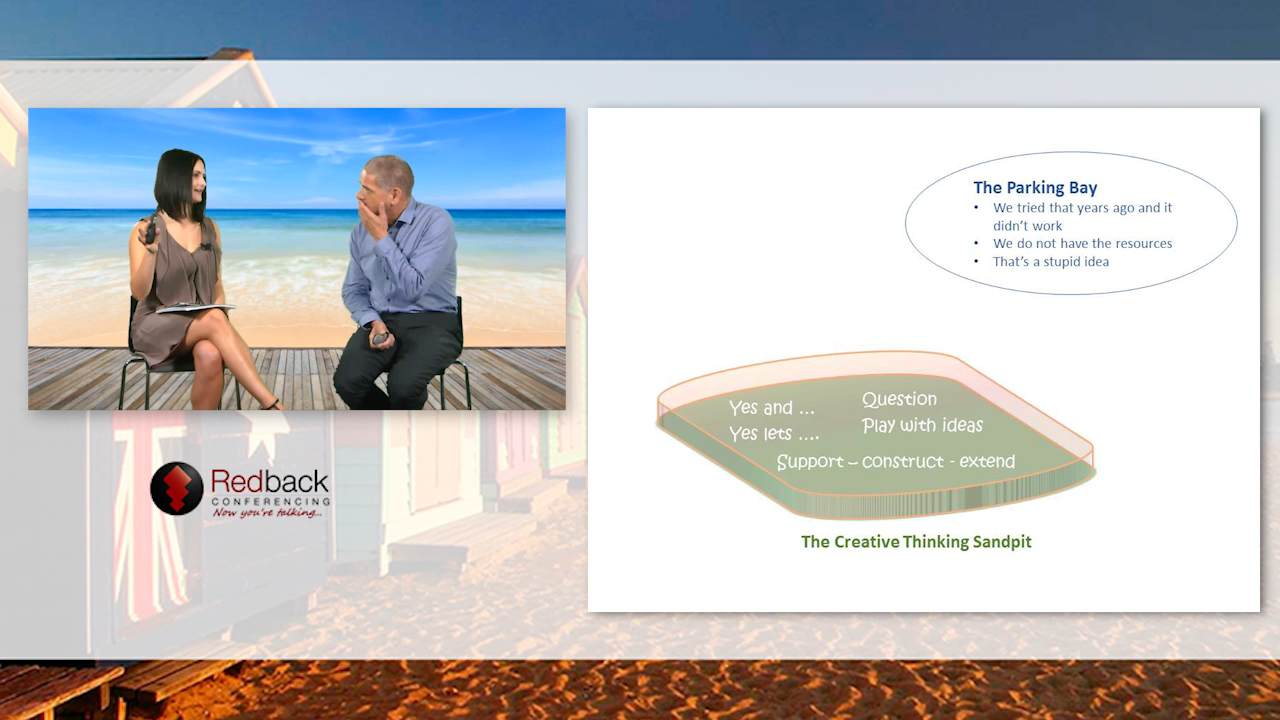 The Parking Bay
• We tried that years ago and it
didn't work
• We do not have the resources
• That's a stupid idea
Yes and ...
Question
Yes lets ....
Play with ideas
Support – construct - extend
The Creative Thinking Sandpit
Redback
CONFERENCING
Now you're talking...